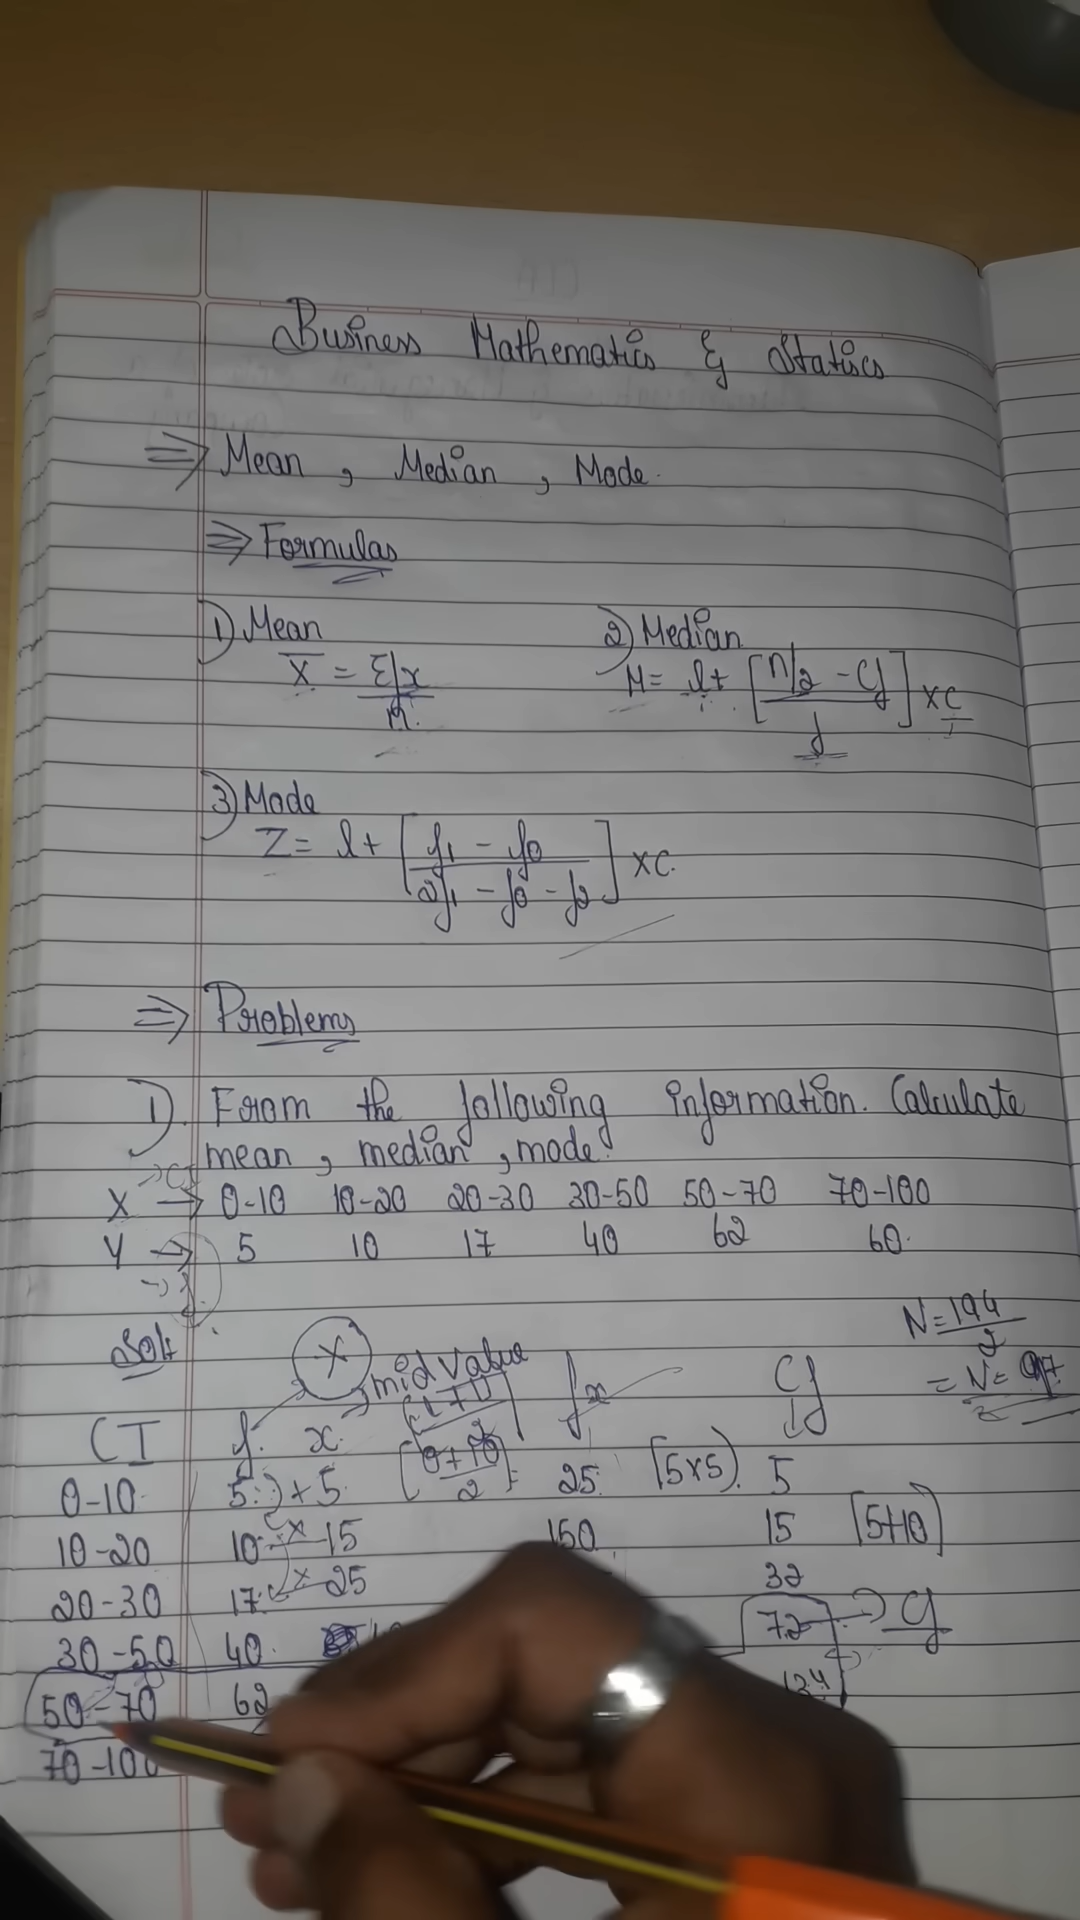 Business Mathematics & Statiscs
⇒ Mean, Median, Mode.
⇒ Formulas
1) Mean
X̅ = Σfx / n
2) Median
M = l + [n/2 - cf / f] × c
3) Mode
Z = l + [f1 - f0 / 2f1 - f0 - f2] × c.
⇒ Problems
1). From the following information. Calculate
mean, median, mode.
X → 0-10 10-20 20-30 30-50 50-70 70-100
Y → 5 10 17 40 62 60.
→ f.
N = 194 / 2
= N = 97
Soln
X mid value fx cf
CI f. x.
0-10 5 × 5 [0+10 / 2] = 25 [5×5]. 5
10-20 10 × 15 150 15 [5+10]
20-30 17 × 25 32
30-50 40 72 → cf
50-70 62 134
70-100